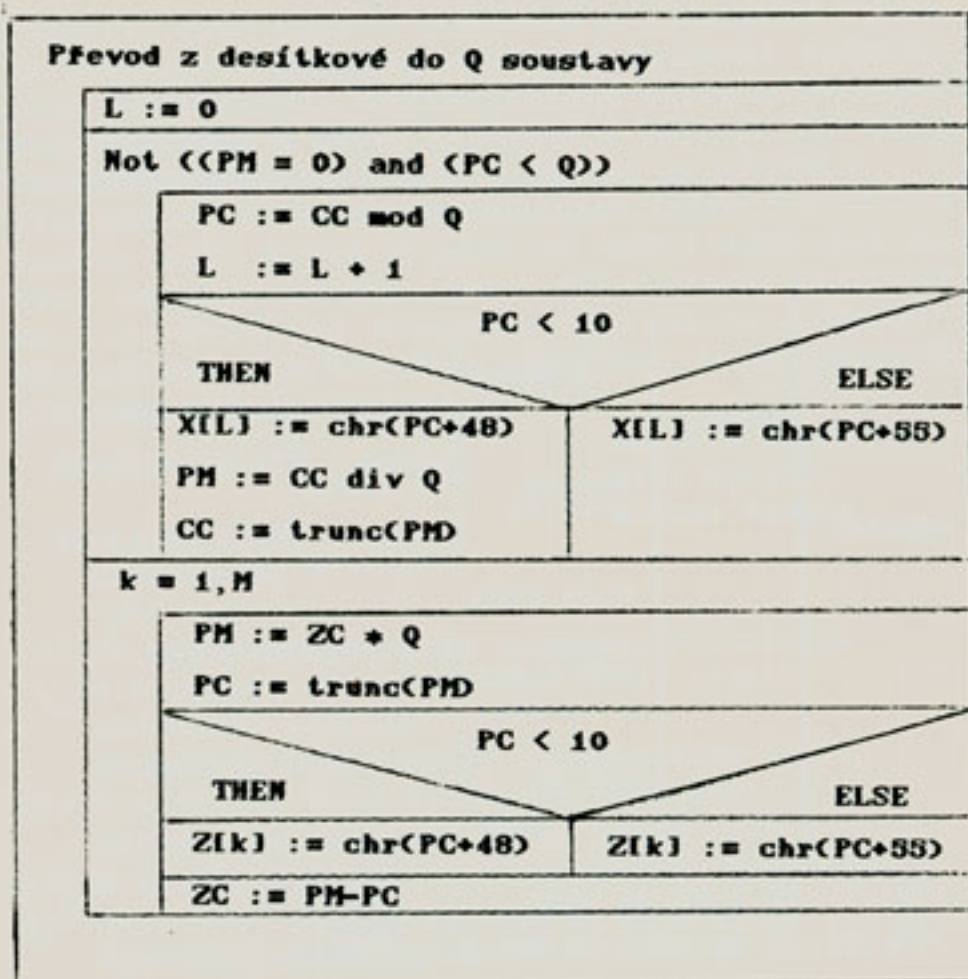 Převod z desítkové do Q soustavy
L := 0
Not ((PM = 0) and (PC < Q))
PC := CC mod Q
L := L + 1
PC < 10
THEN ELSE
X[L] := chr(PC+48) X[L] := chr(PC+55)
PM := CC div Q
CC := trunc(PM)
k = 1,M
PM := ZC * Q
PC := trunc(PM)
PC < 10
THEN ELSE
Z[k] := chr(PC+48) Z[k] := chr(PC+55)
ZC := PM-PC